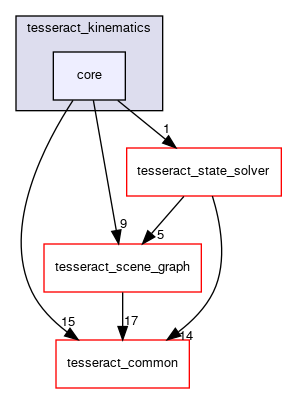 tesseract_kinematics
core
1
tesseract_state_solver
9
5
tesseract_scene_graph
15
17
14
tesseract_common